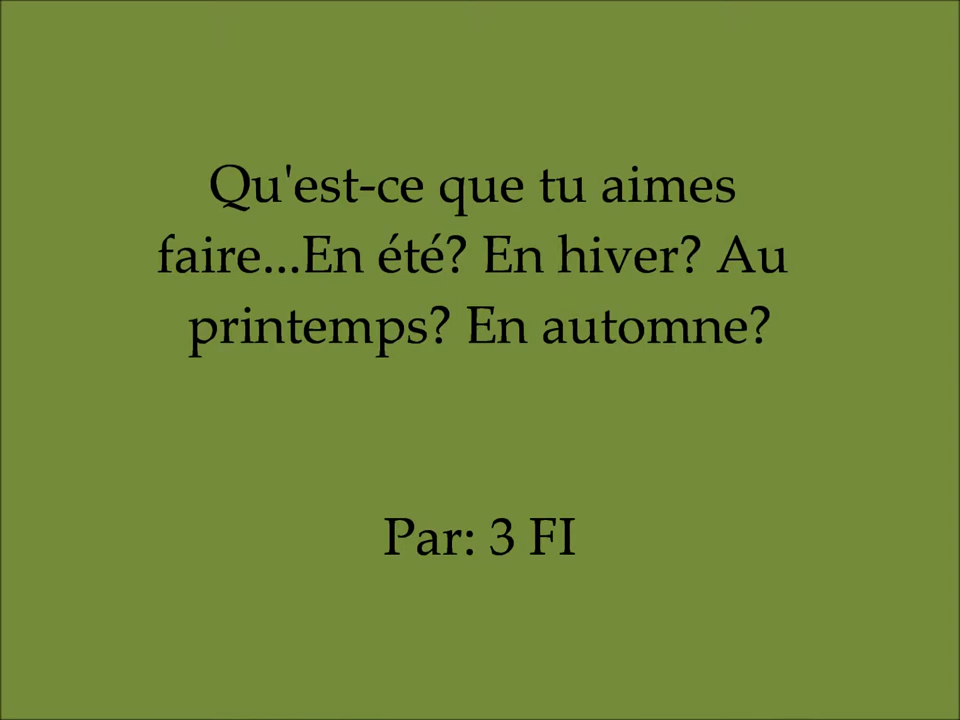 Qu'est-ce que tu aimes
faire...En été? En hiver? Au
printemps? En automne?
Par: 3 FI